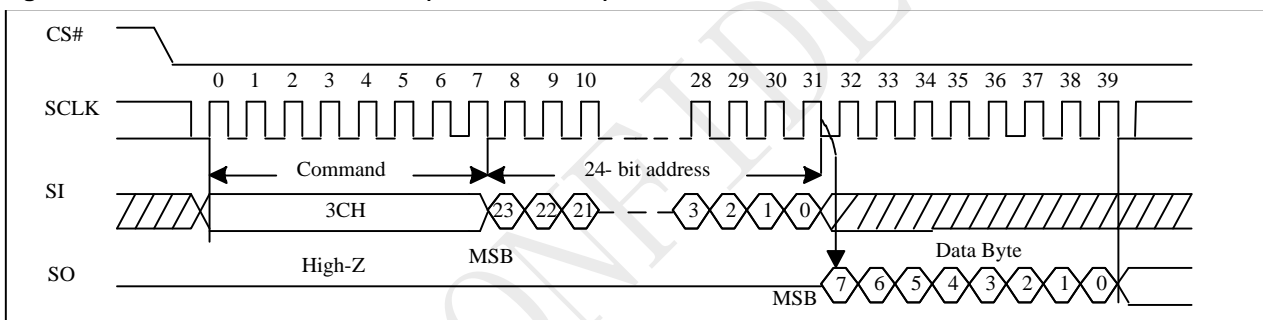 CS#
0 1 2 3 4 5 6 7 8 9 10 28 29 30 31 32 33 34 35 36 37 38 39
SCLK
Command 24- bit address
SI
3CH 23 22 21 3 2 1 0
MSB Data Byte
High-Z
SO
MSB 7 6 5 4 3 2 1 0